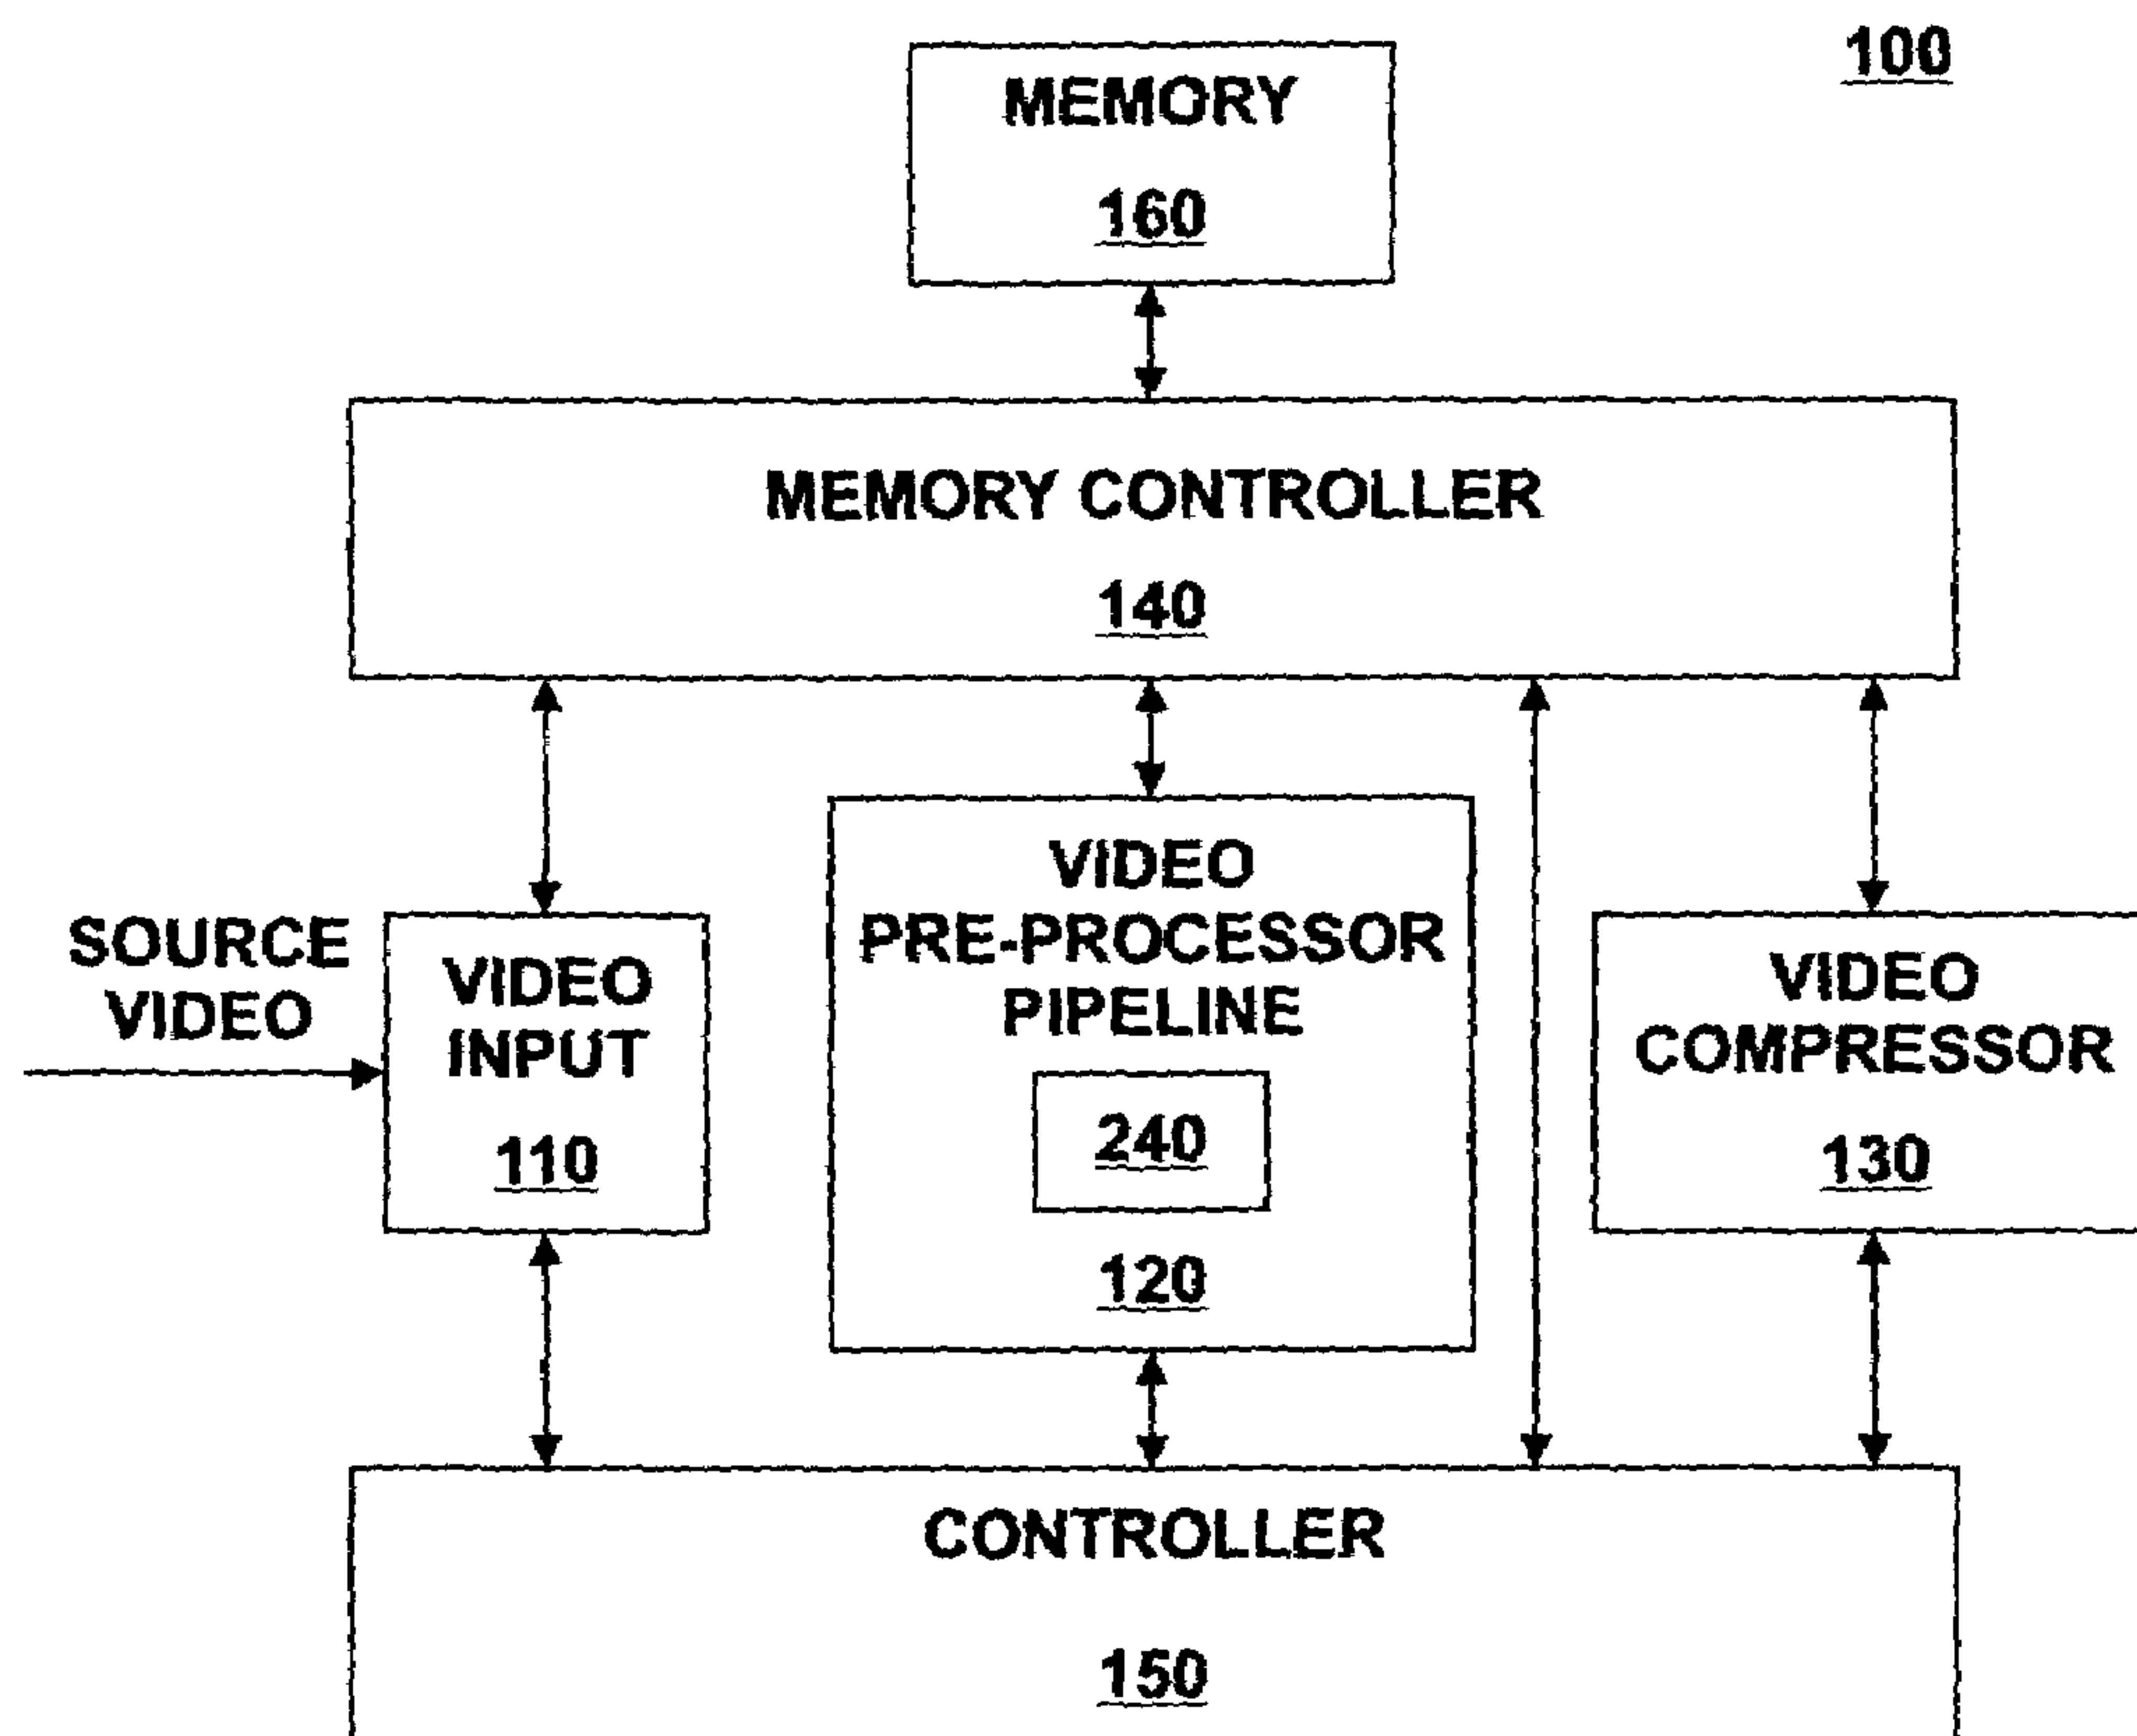 100
MEMORY
160
MEMORY CONTROLLER
140
SOURCE
VIDEO
VIDEO
INPUT
110
VIDEO
PRE-PROCESSOR
PIPELINE
240
120
VIDEO
COMPRESSOR
130
CONTROLLER
150